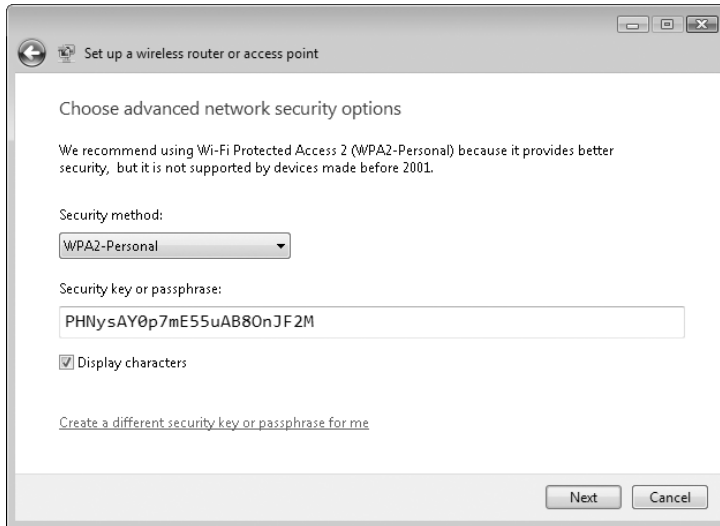 Set up a wireless router or access point
Choose advanced network security options
We recommend using Wi-Fi Protected Access 2 (WPA2-Personal) because it provides better
security, but it is not supported by devices made before 2001.
Security method:
WPA2-Personal
Security key or passphrase:
PHNysAY0p7mE55uAB8OnJF2M
Display characters
Create a different security key or passphrase for me
Next
Cancel